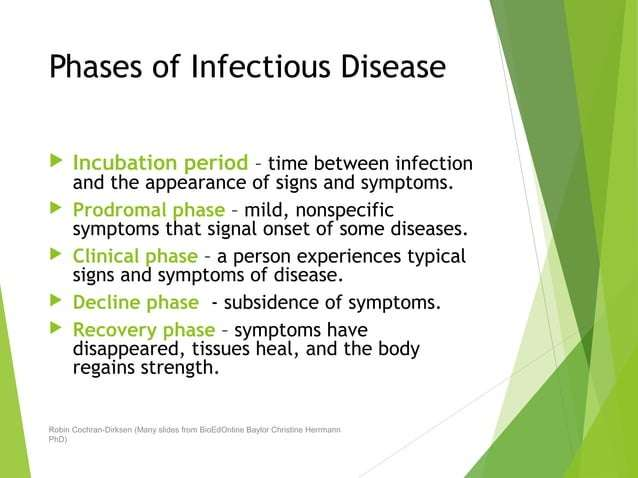 Phases of Infectious Disease
Incubation period – time between infection
and the appearance of signs and symptoms.
Prodromal phase – mild, nonspecific
symptoms that signal onset of some diseases.
Clinical phase – a person experiences typical
signs and symptoms of disease.
Decline phase - subsidence of symptoms.
Recovery phase – symptoms have
disappeared, tissues heal, and the body
regains strength.
Robin Cochran-Dirksen (Many slides from BioEdOnline Baylor Christine Herrmann
PhD)